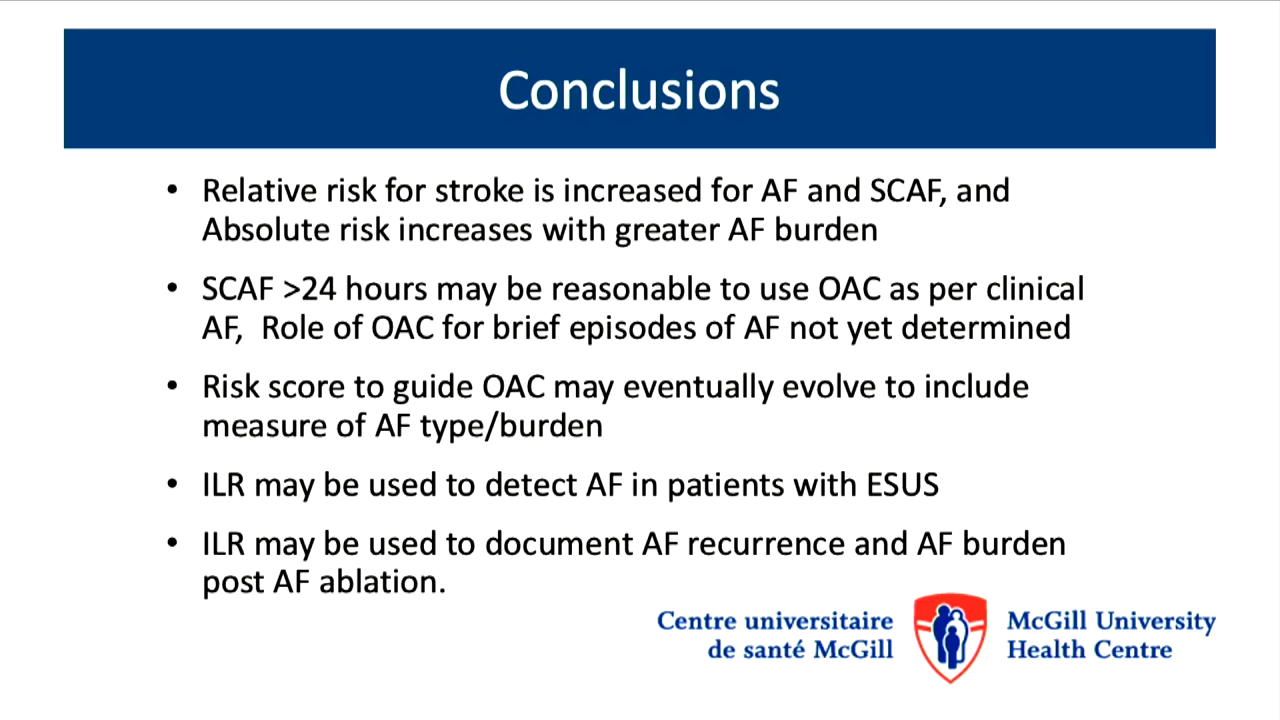 Conclusions
• Relative risk for stroke is increased for AF and SCAF, and
Absolute risk increases with greater AF burden
• SCAF >24 hours may be reasonable to use OAC as per clinical
AF,  Role of OAC for brief episodes of AF not yet determined
• Risk score to guide OAC may eventually evolve to include
measure of AF type/burden
• ILR may be used to detect AF in patients with ESUS
• ILR may be used to document AF recurrence and AF burden
post AF ablation.
Centre universitaire
de santé McGill
McGill University
Health Centre